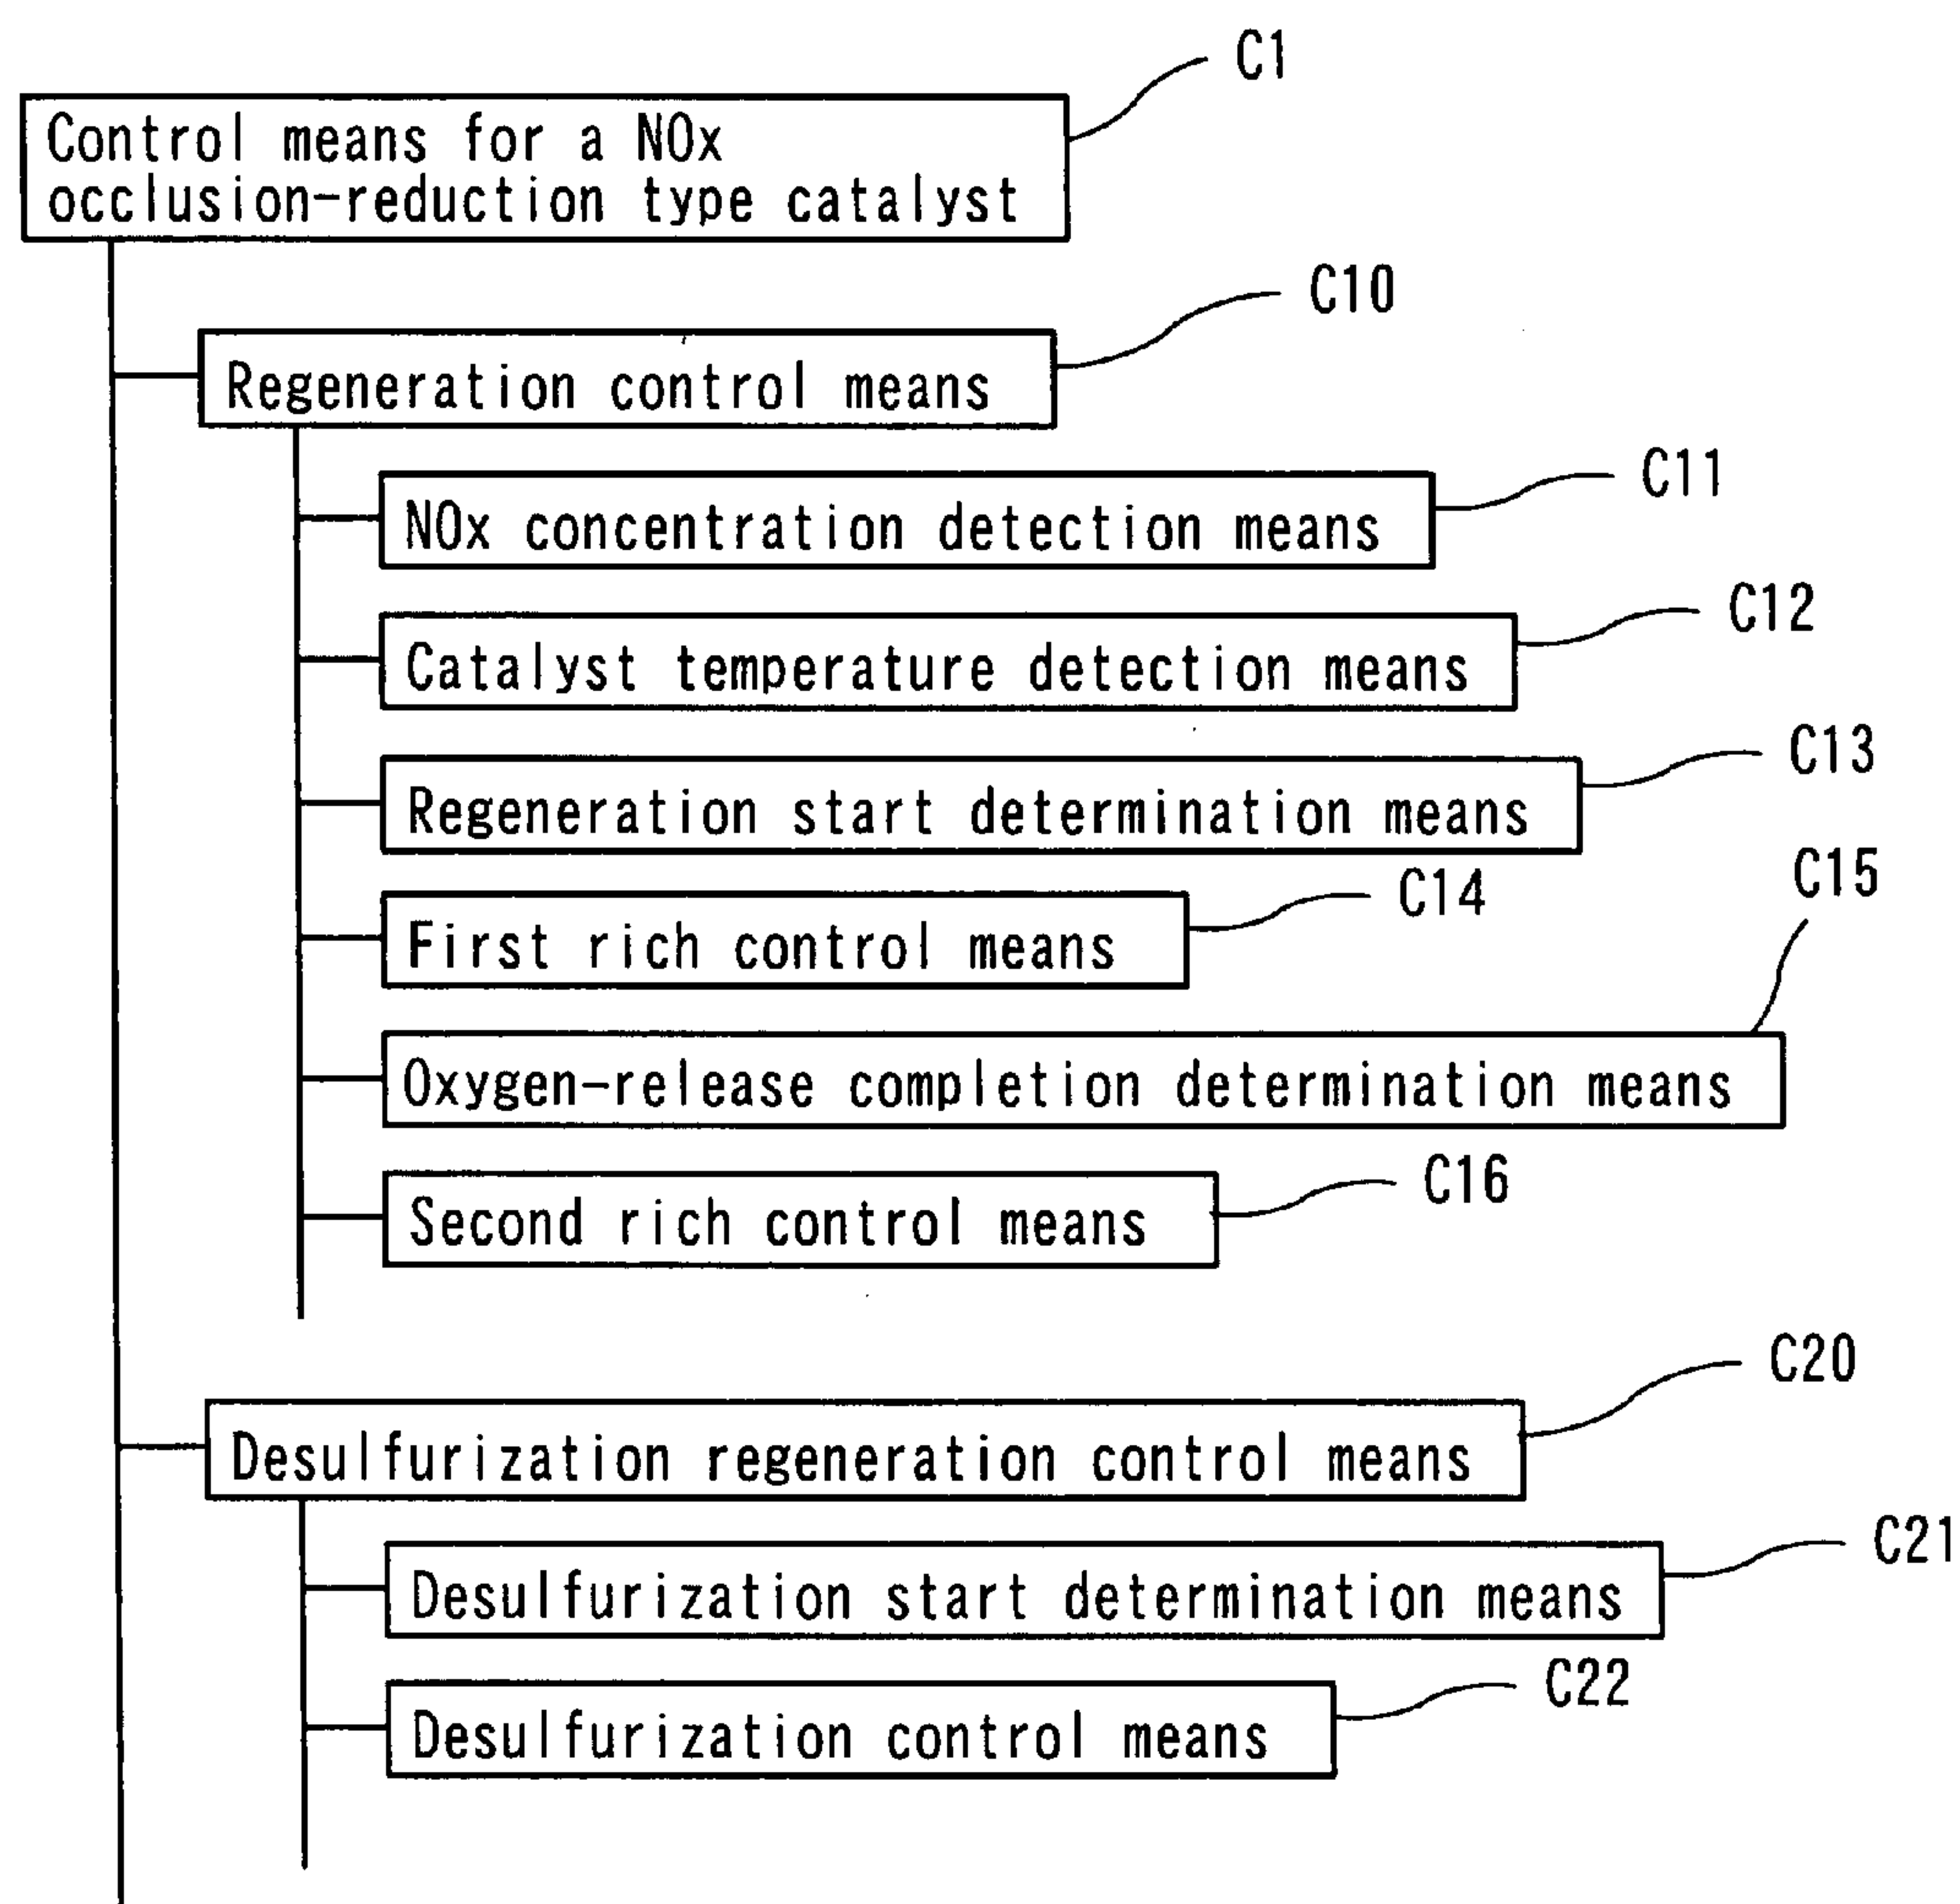 C1
Control means for a NOx
occlusion-reduction type catalyst
C10
Regeneration control means
C11
NOx concentration detection means
C12
Catalyst temperature detection means
C13
Regeneration start determination means
C14
First rich control means
C15
Oxygen-release completion determination means
C16
Second rich control means
C20
Desulfurization regeneration control means
C21
Desulfurization start determination means
C22
Desulfurization control means